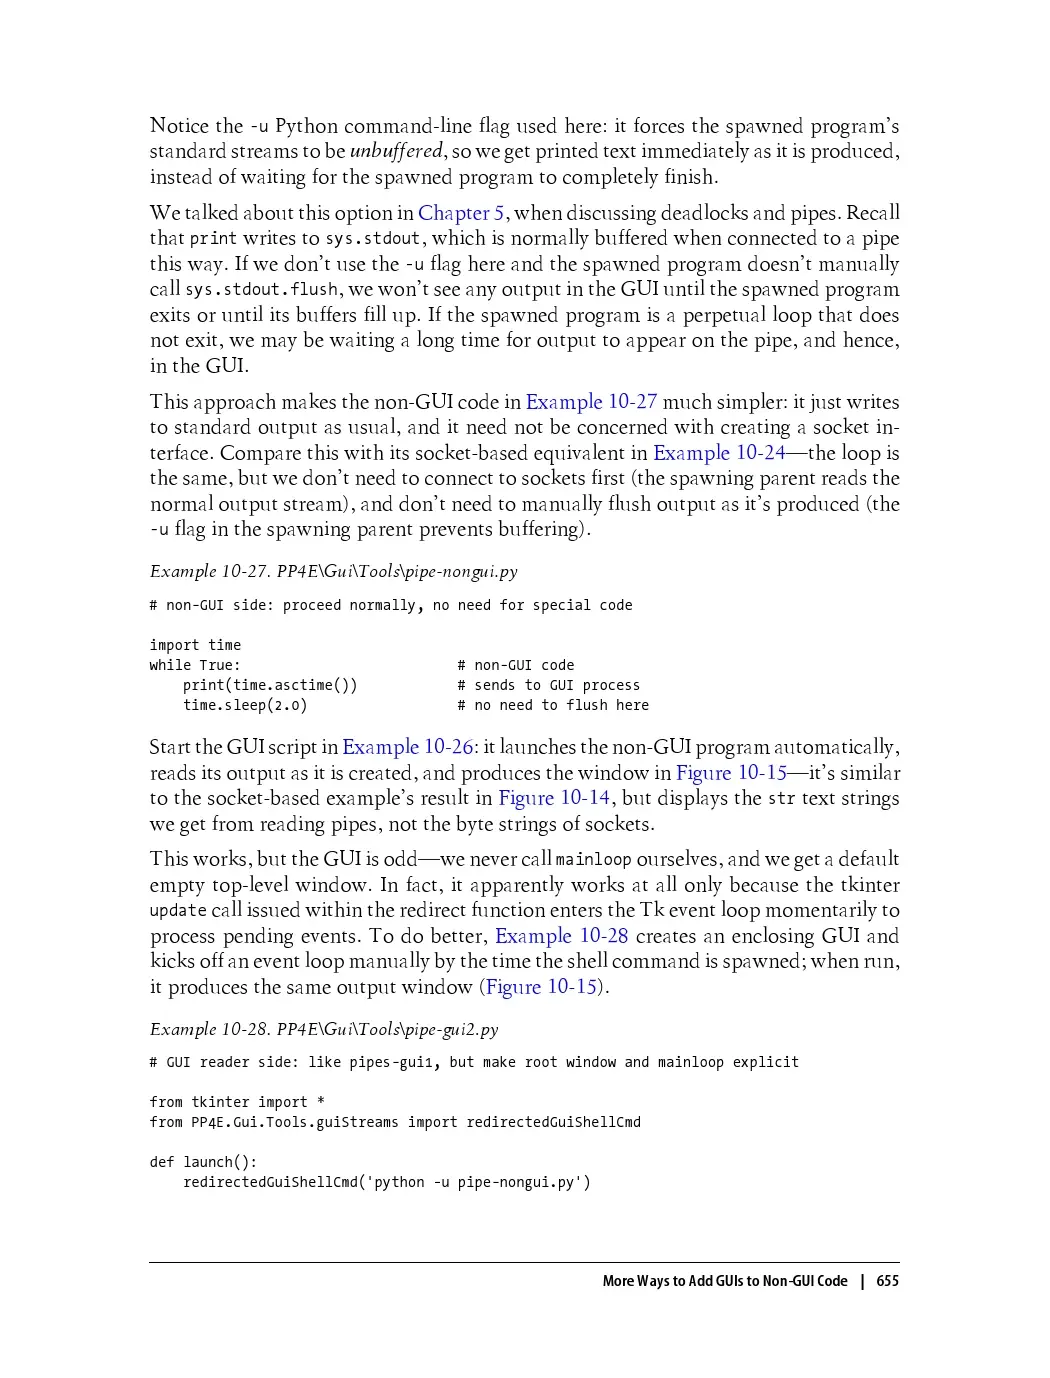 Notice the -u Python command-line flag used here: it forces the spawned program's
standard streams to be unbuffered, so we get printed text immediately as it is produced,
instead of waiting for the spawned program to completely finish.
We talked about this option in Chapter 5, when discussing deadlocks and pipes. Recall
that print writes to sys.stdout, which is normally buffered when connected to a pipe
this way. If we don't use the -u flag here and the spawned program doesn't manually
call sys.stdout.flush, we won't see any output in the GUI until the spawned program
exits or until its buffers fill up. If the spawned program is a perpetual loop that does
not exit, we may be waiting a long time for output to appear on the pipe, and hence,
in the GUI.
This approach makes the non-GUI code in Example 10-27 much simpler: it just writes
to standard output as usual, and it need not be concerned with creating a socket in-
terface. Compare this with its socket-based equivalent in Example 10-24—the loop is
the same, but we don't need to connect to sockets first (the spawning parent reads the
normal output stream), and don't need to manually flush output as it's produced (the
-u flag in the spawning parent prevents buffering).
Example 10-27. PP4E\Gui\Tools\pipe-nongui.py
# non-GUI side: proceed normally, no need for special code
import time
while True:                          # non-GUI code
    print(time.asctime())            # sends to GUI process
    time.sleep(2.0)                  # no need to flush here
Start the GUI script in Example 10-26: it launches the non-GUI program automatically,
reads its output as it is created, and produces the window in Figure 10-15—it's similar
to the socket-based example's result in Figure 10-14, but displays the str text strings
we get from reading pipes, not the byte strings of sockets.
This works, but the GUI is odd—we never call mainloop ourselves, and we get a default
empty top-level window. In fact, it apparently works at all only because the tkinter
update call issued within the redirect function enters the Tk event loop momentarily to
process pending events. To do better, Example 10-28 creates an enclosing GUI and
kicks off an event loop manually by the time the shell command is spawned; when run,
it produces the same output window (Figure 10-15).
Example 10-28. PP4E\Gui\Tools\pipe-gui2.py
# GUI reader side: like pipes-gui1, but make root window and mainloop explicit
from tkinter import *
from PP4E.Gui.Tools.guiStreams import redirectedGuiShellCmd
def launch():
    redirectedGuiShellCmd('python -u pipe-nongui.py')
More Ways to Add GUIs to Non-GUI Code | 655